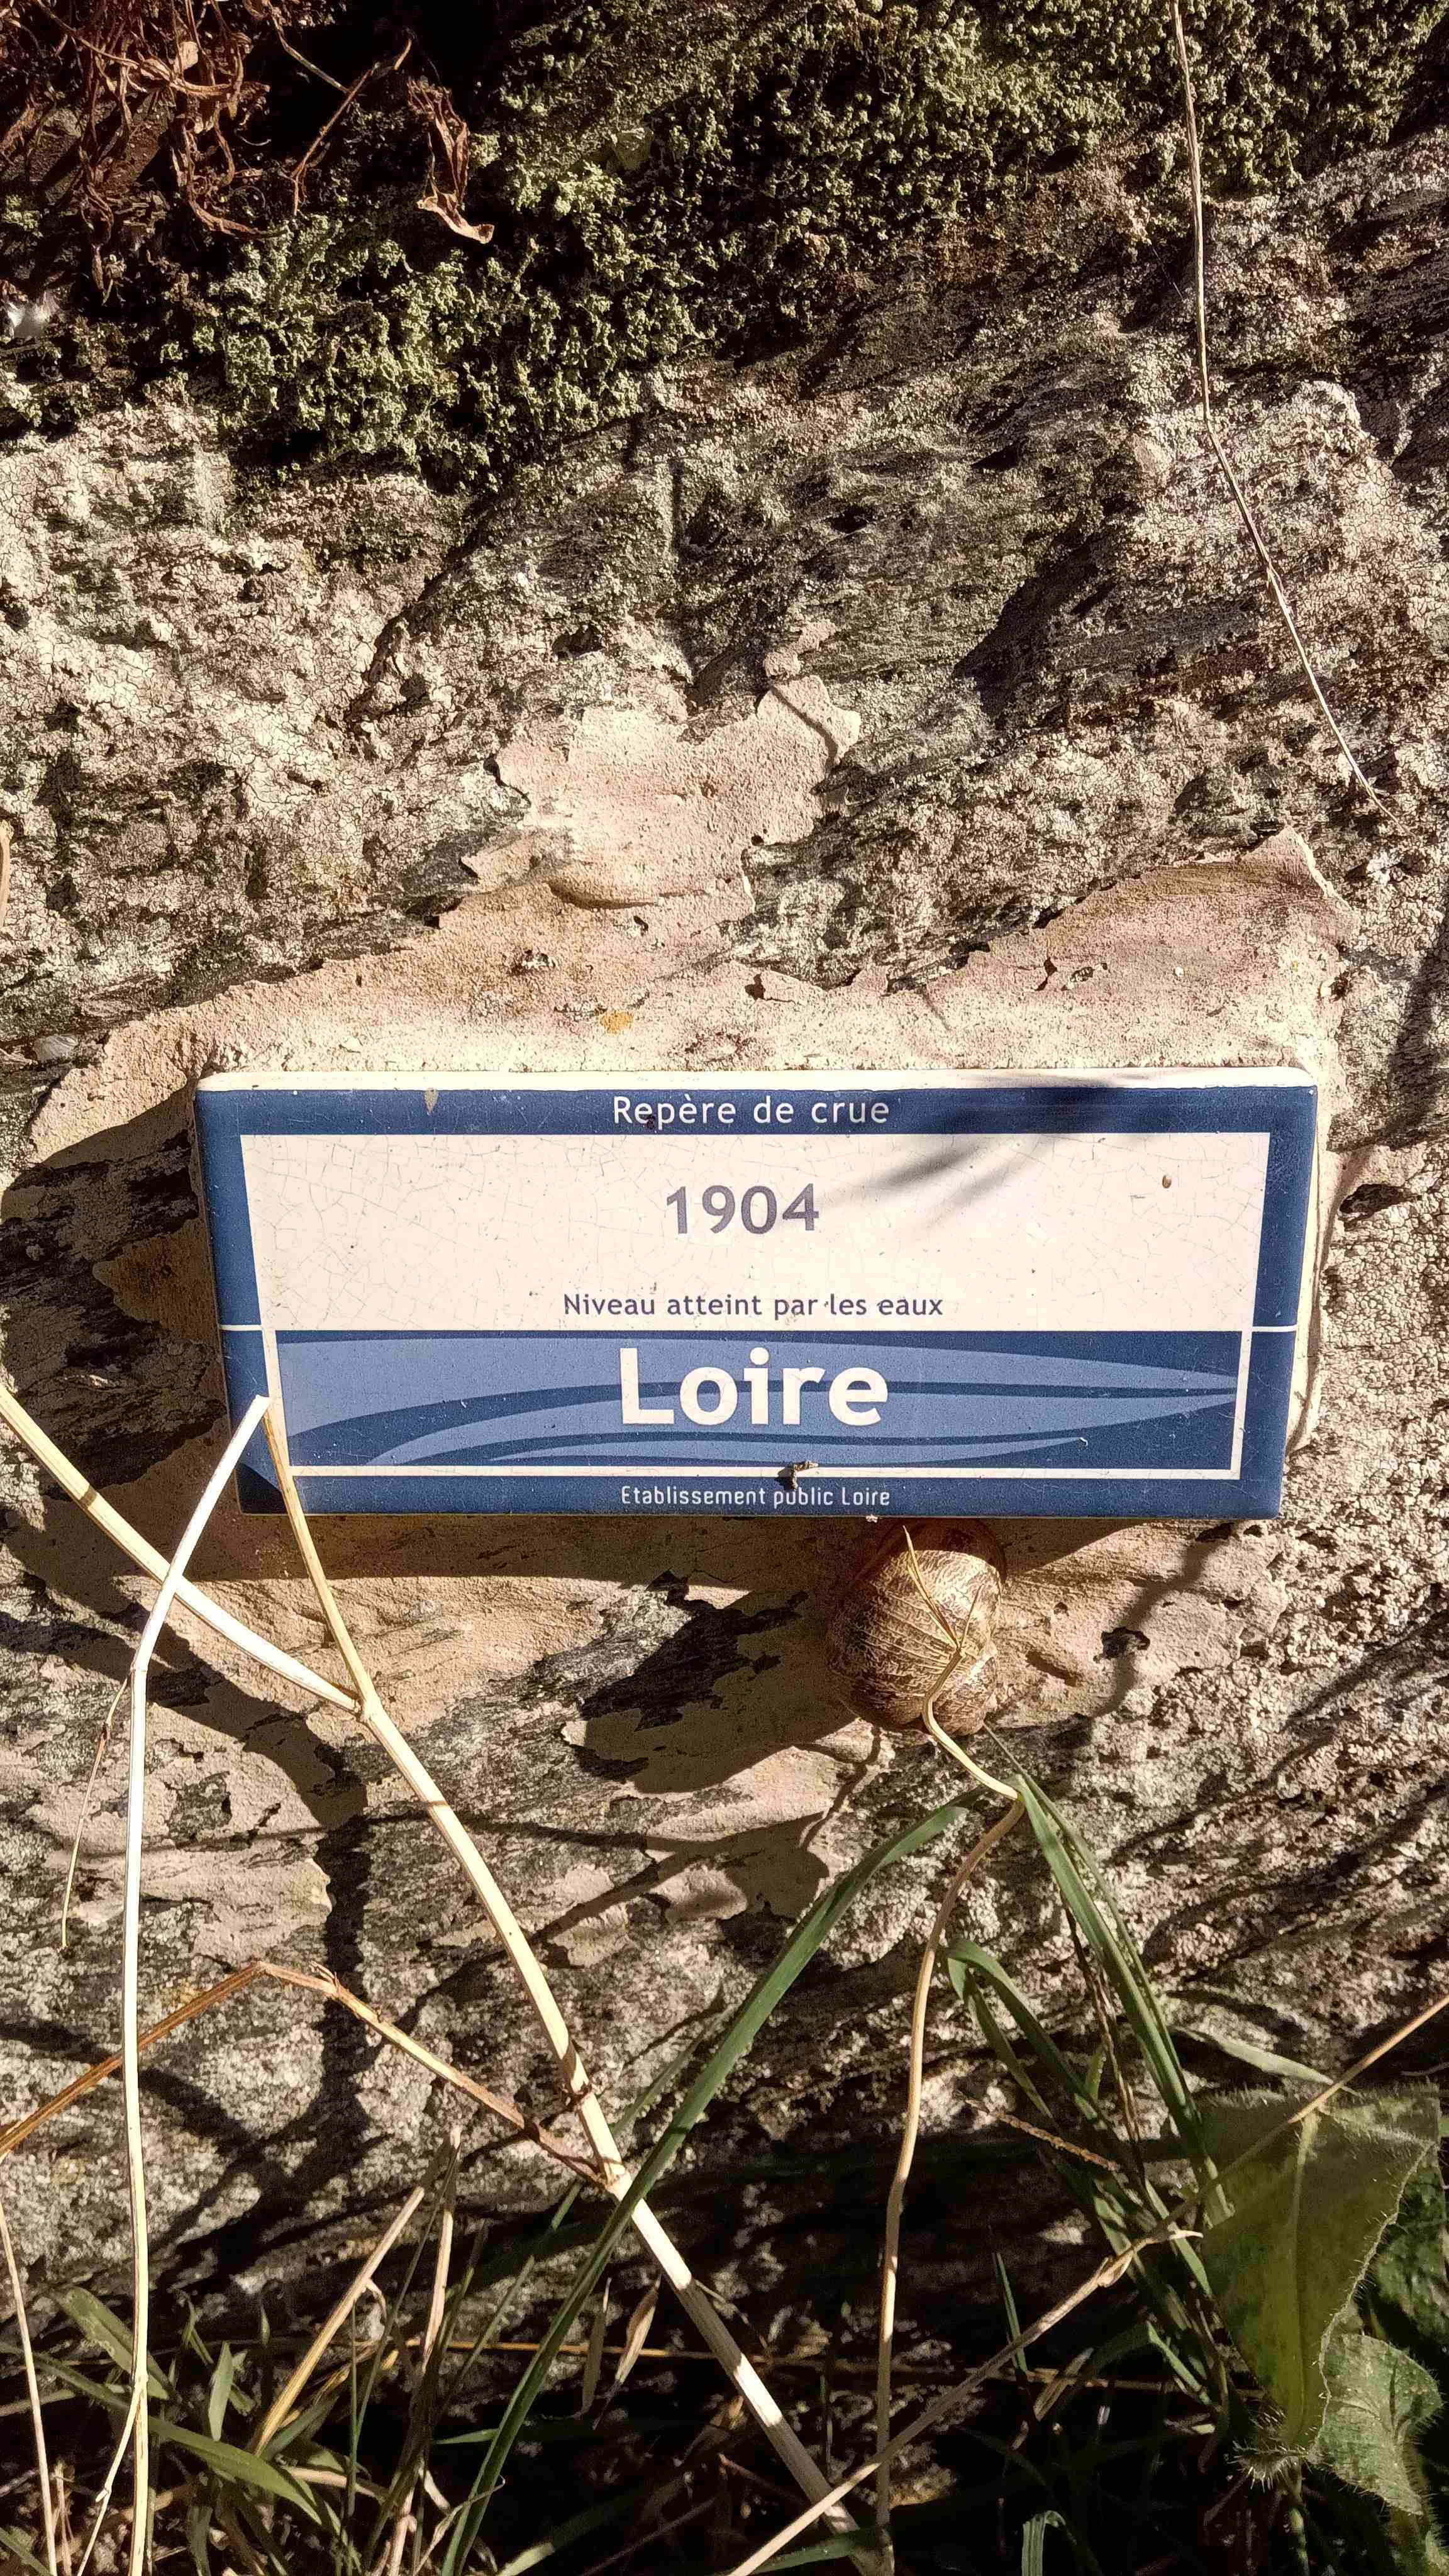 Repère de crue
1904
Niveau atteint par les eaux
Loire
Etablissement public Loire